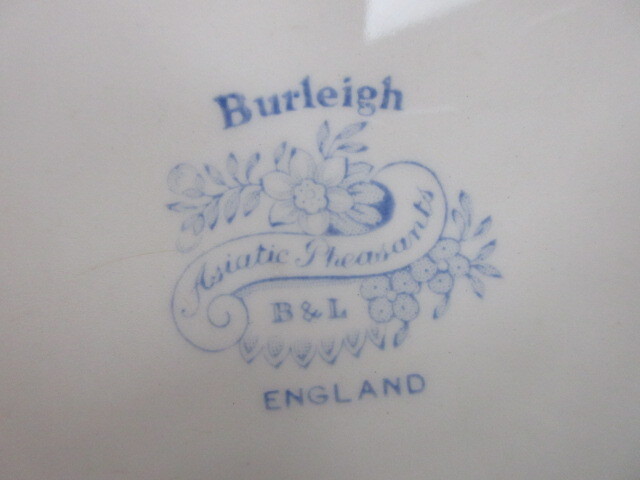 Burleigh
Asiatic Pheasants
B & L
ENGLAND